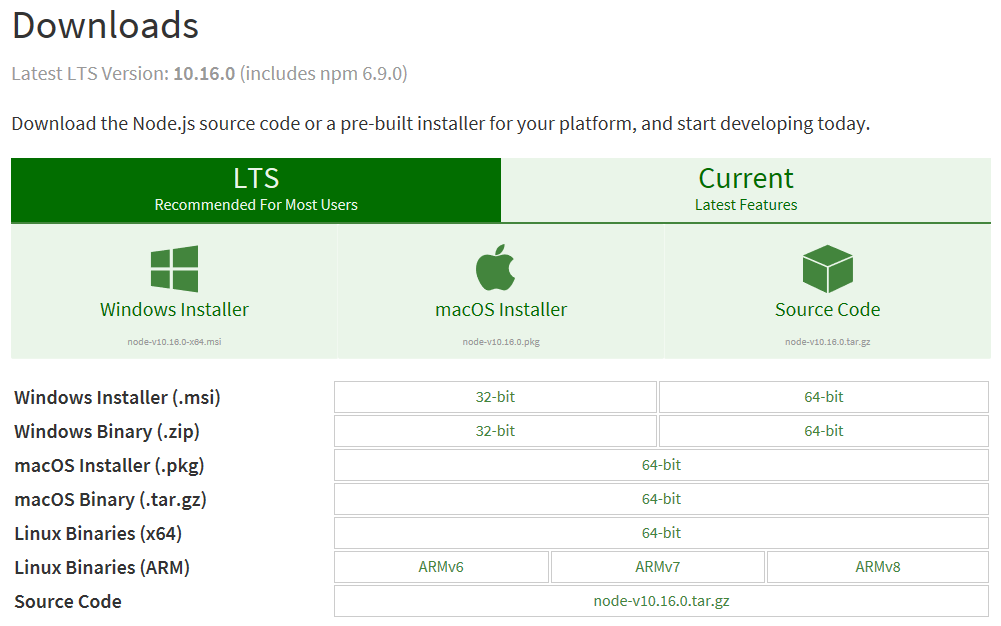 Downloads
Latest LTS Version: 10.16.0 (includes npm 6.9.0)
Download the Node.js source code or a pre-built installer for your platform, and start developing today.
LTS
Recommended For Most Users
Current
Latest Features
Windows Installer
node-v10.16.0-x64.msi
macOS Installer
node-v10.16.0.pkg
Source Code
node-v10.16.0.tar.gz
Windows Installer (.msi) 32-bit 64-bit
Windows Binary (.zip) 32-bit 64-bit
macOS Installer (.pkg) 64-bit
macOS Binary (.tar.gz) 64-bit
Linux Binaries (x64) 64-bit
Linux Binaries (ARM) ARMv6 ARMv7 ARMv8
Source Code node-v10.16.0.tar.gz